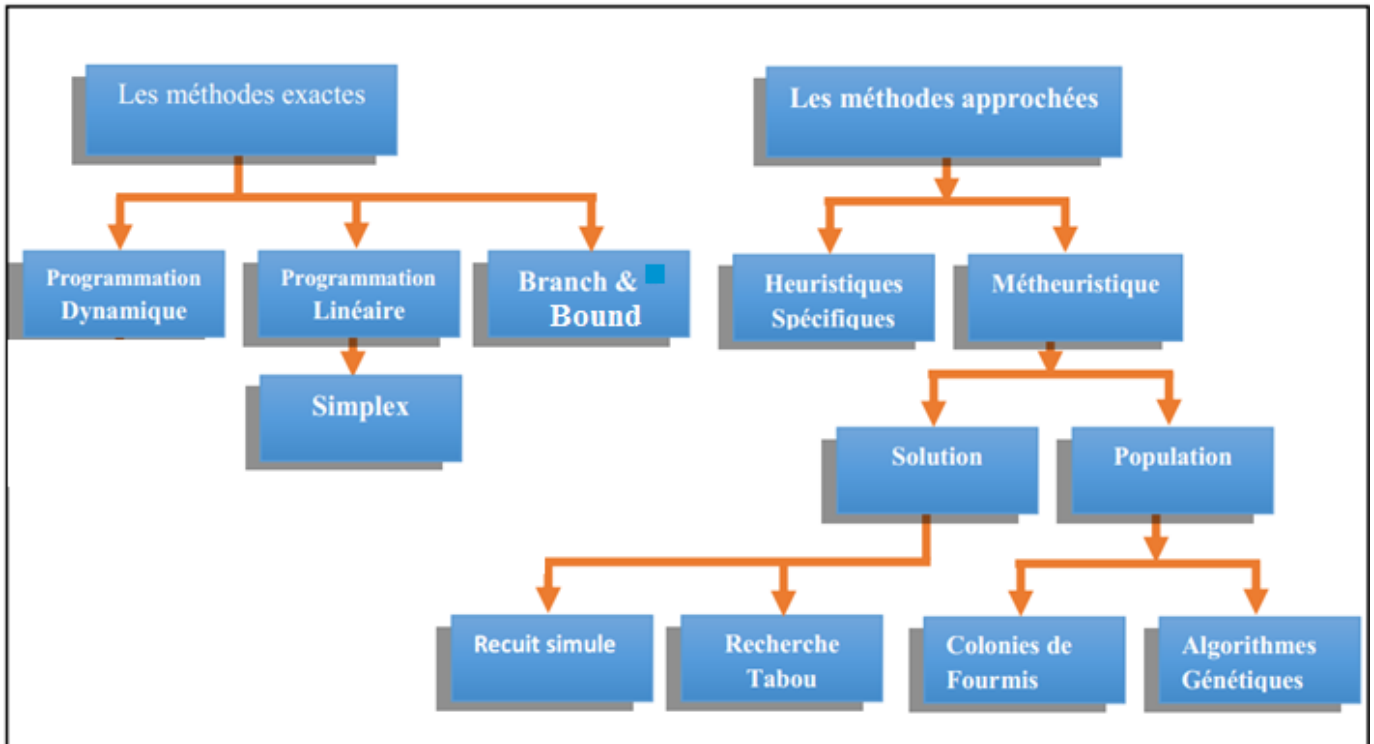 Les méthodes exactes
Les méthodes approchées
Programmation
Dynamique
Programmation
Linéaire
Branch &
Bound
Heuristiques
Spécifiques
Métheuristique
Simplex
Solution
Population
Recuit simule
Recherche
Tabou
Colonies de
Fourmis
Algorithmes
Génétiques